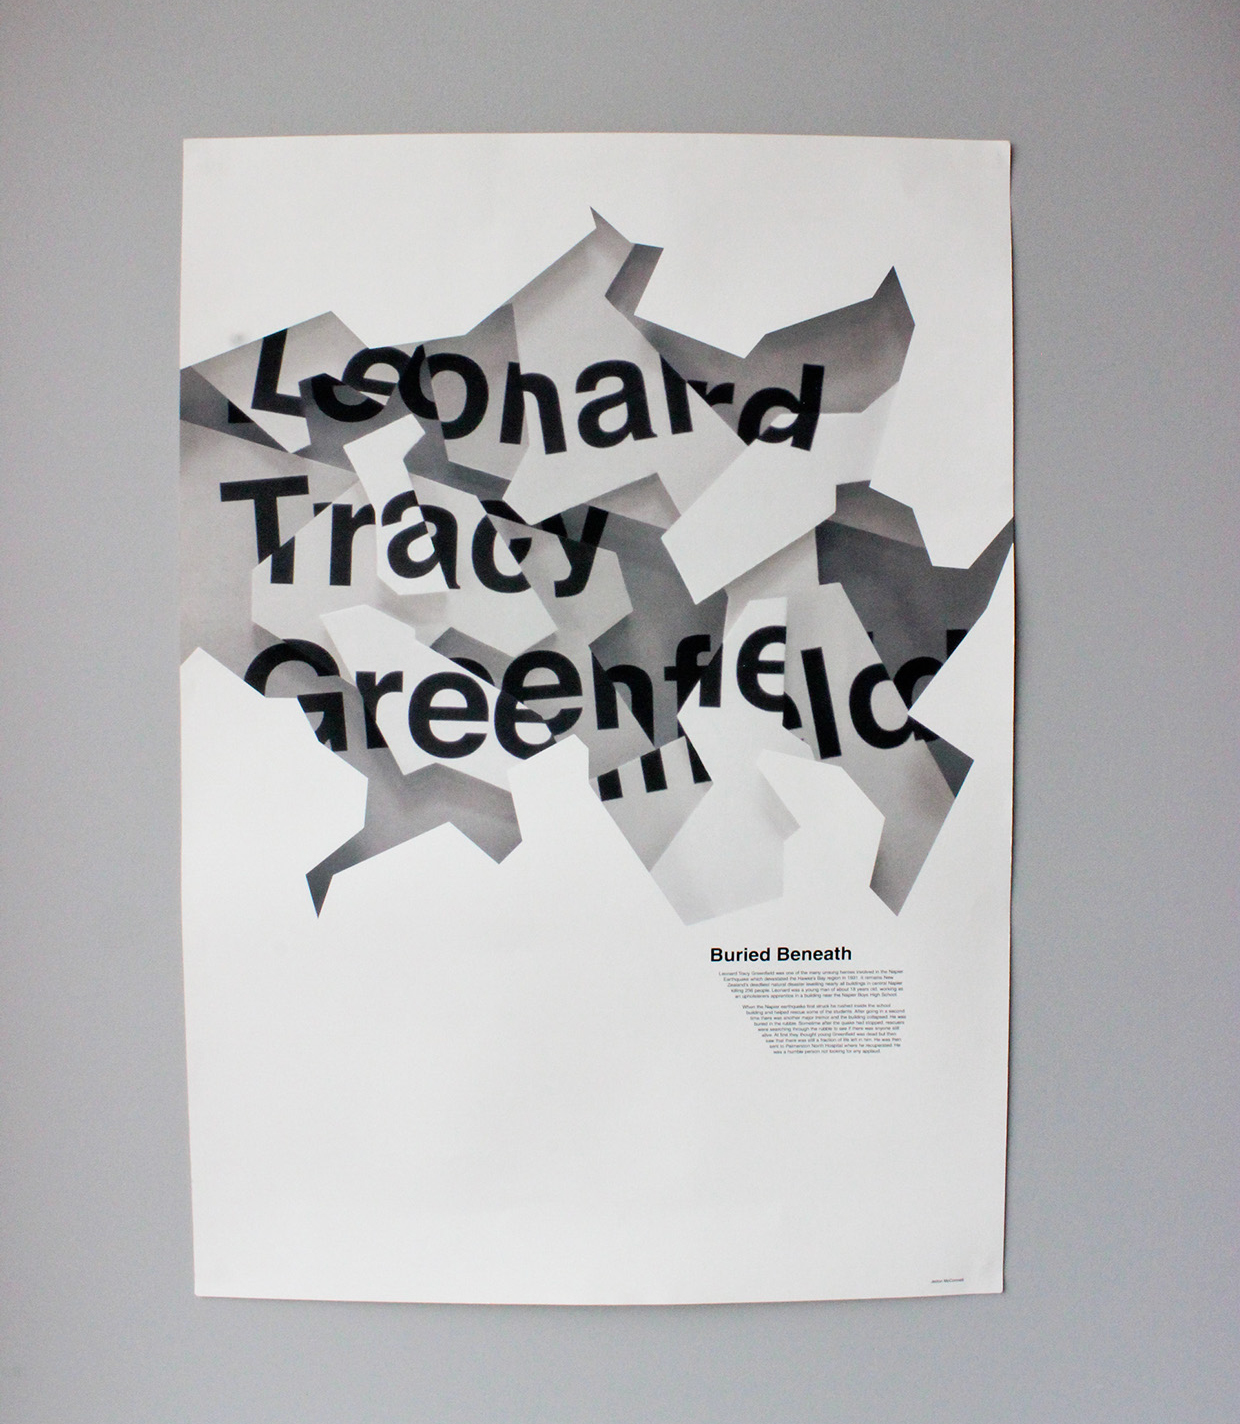 Leonard
Tracy
Greenfield
Buried Beneath
Leonard Tracy Greenfield was one of the many unsung heroes involved in the Napier
Earthquake which devastated the Hawke's Bay region in 1931. It remains New
Zealand's deadliest natural disaster levelling nearly all buildings in central Napier
killing 256 people. Leonard was a young man of about 18 years old, working as
an upholsterers apprentice in a building near the Napier Boys High School.
When the Napier earthquake first struck he rushed inside the school
building and helped rescue some of the students. After going in a second
time there was another major tremor and the building collapsed. He was
buried in the rubble. Sometime after the quake had stopped, rescuers
were searching through the rubble to see if there was anyone still
alive. At first they thought young Greenfield was dead but then
saw that there was still a fraction of life left in him. He was then
sent to Palmerston North Hospital where he recuperated. He
was a humble person not looking for any applaud.
McConnell